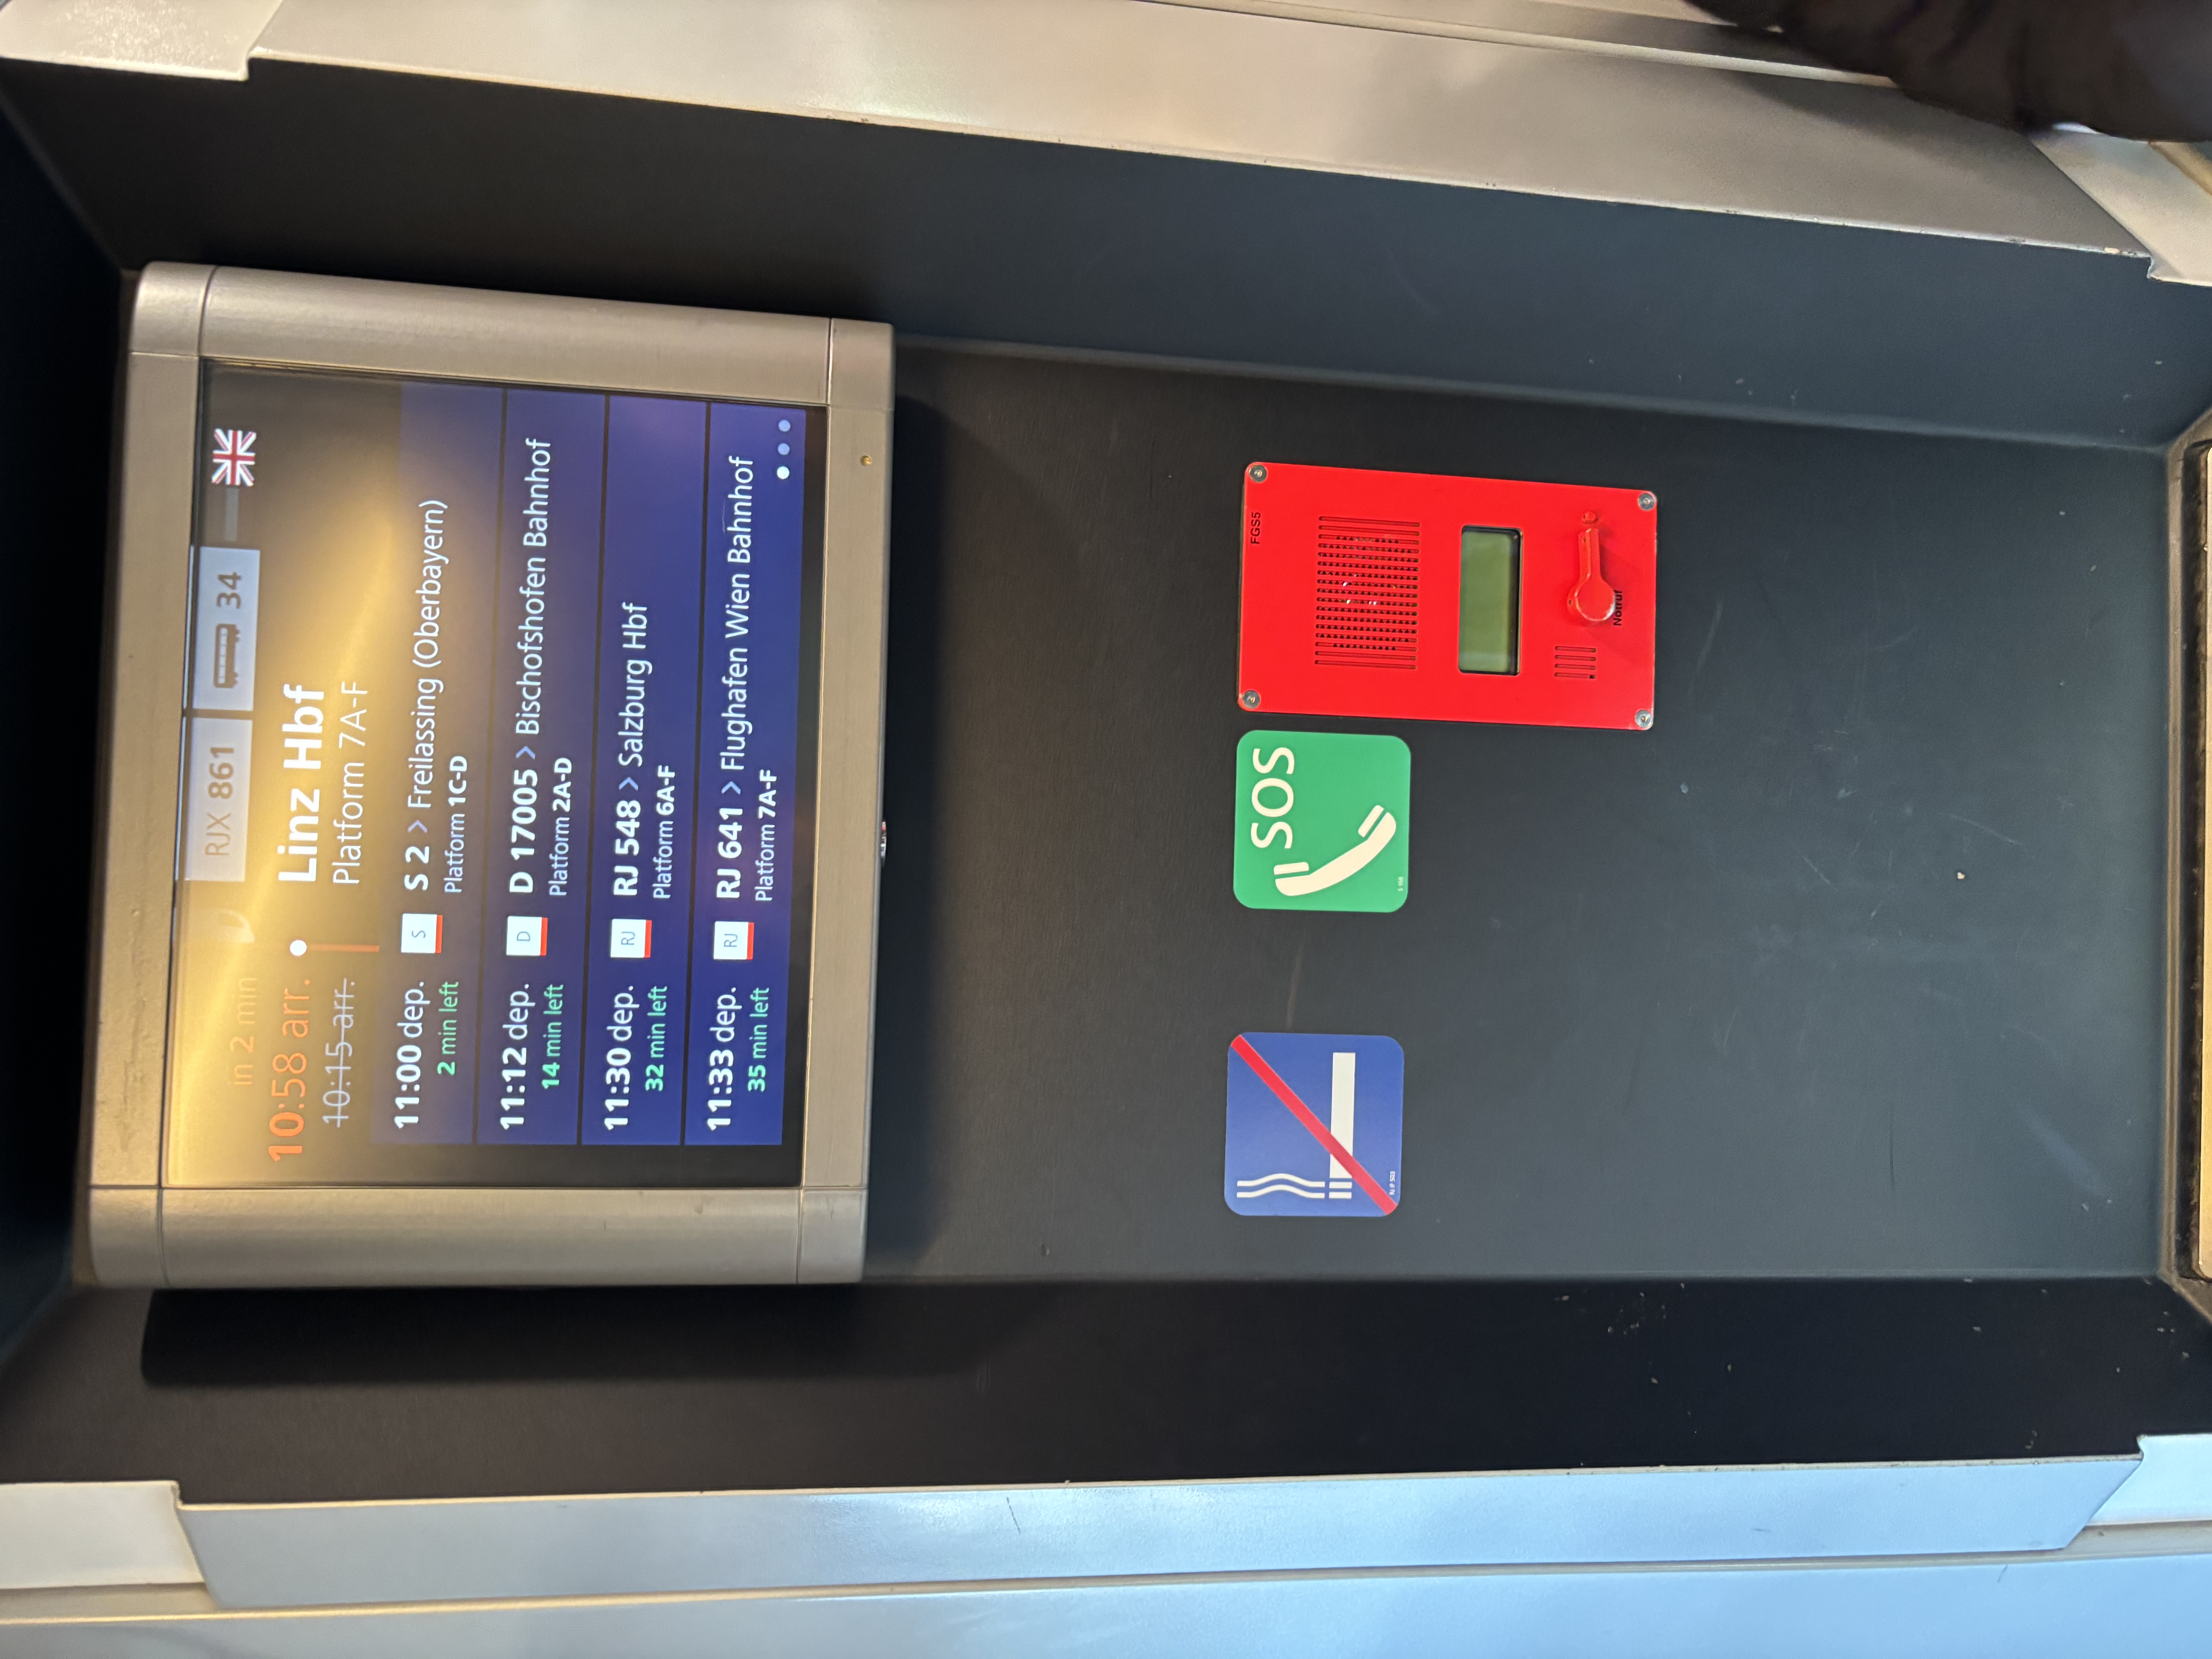 RJX 861
34
in 2 min
10:58 arr.
10:15 arr.
Linz Hbf
Platform 7A-F
11:00 dep.
2 min left
S
S 2 > Freilassing (Oberbayern)
Platform 1C-D
11:12 dep.
14 min left
D
D 17005 > Bischofshofen Bahnhof
Platform 2A-D
11:30 dep.
32 min left
RJ
RJ 548 > Salzburg Hbf
Platform 6A-F
11:33 dep.
35 min left
RJ
RJ 641 > Flughafen Wien Bahnhof
Platform 7A-F
SOS
FGS5
Notruf